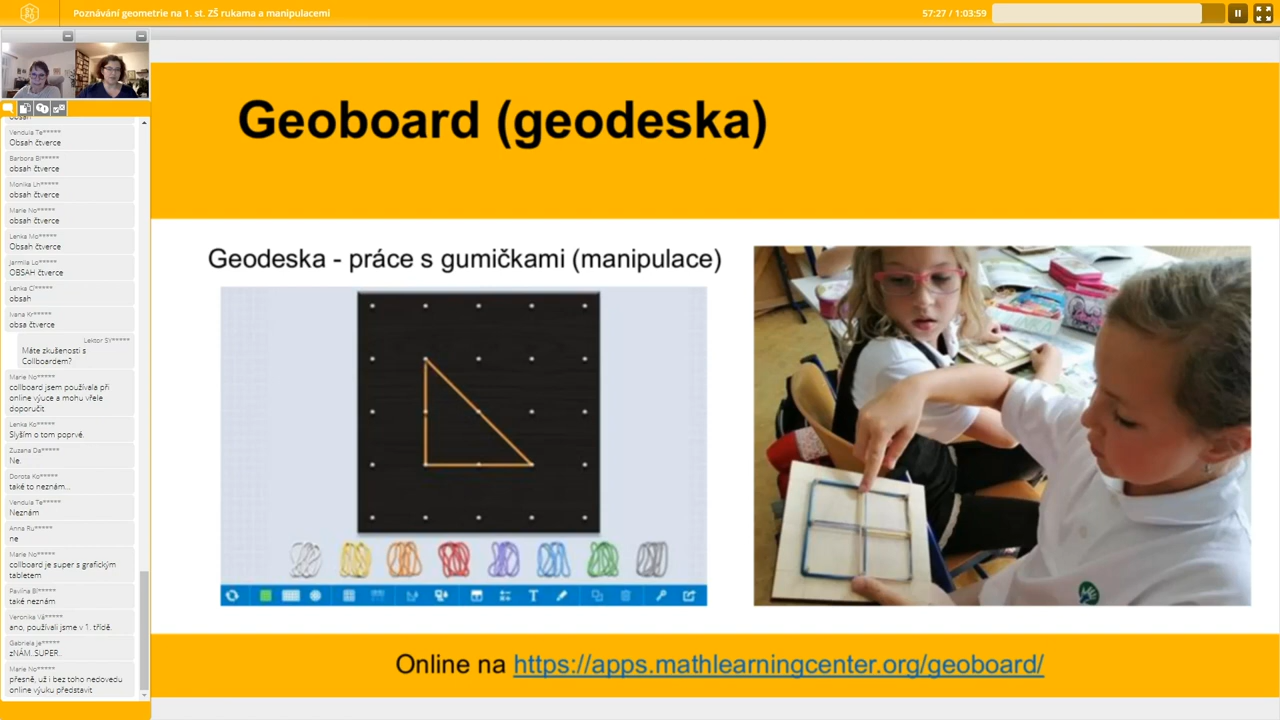 Poznávání geometrie na 1. st. ZŠ rukama a manipulacemi
57:27 / 1:03:59
Vendula Te*****
Obsah čtverce
Barbora Bl*****
obsah čtverce
Monika Ln*****
obsah čtverce
Marie No*****
obsah čtverce
Lenka Mo*****
Obsah čtverce
Jarmila Lo*****
OBSAH čtverce
Lenka Cl*****
obsah
Ivana Kr*****
obsa čtverce
Lektor SY*****
Máte zkušenosti s
Collboardem?
Marie No*****
collboard jsem používala při
online výuce a mohu vřele
doporučit
Lenka Ko*****
Slyším o tom poprvé.
Zuzana Da*****
Ne.
Dorota Ko*****
také to neznám...
Vendula Te*****
Neznám
Anna Ru*****
ne
Marie No*****
collboard je super s grafickým
tabletem
Pavlína Bl*****
také neznám
Veronika Vá*****
ano, používali jsme v 1. třídě.
Gabriela Je*****
zNÁM..SUPER..
Marie No*****
přesně, už i bez toho nedovedu
online výuku představit
Geoboard (geodeska)
Geodeska - práce s gumičkami (manipulace)
T
Online na https://apps.mathlearningcenter.org/geoboard/